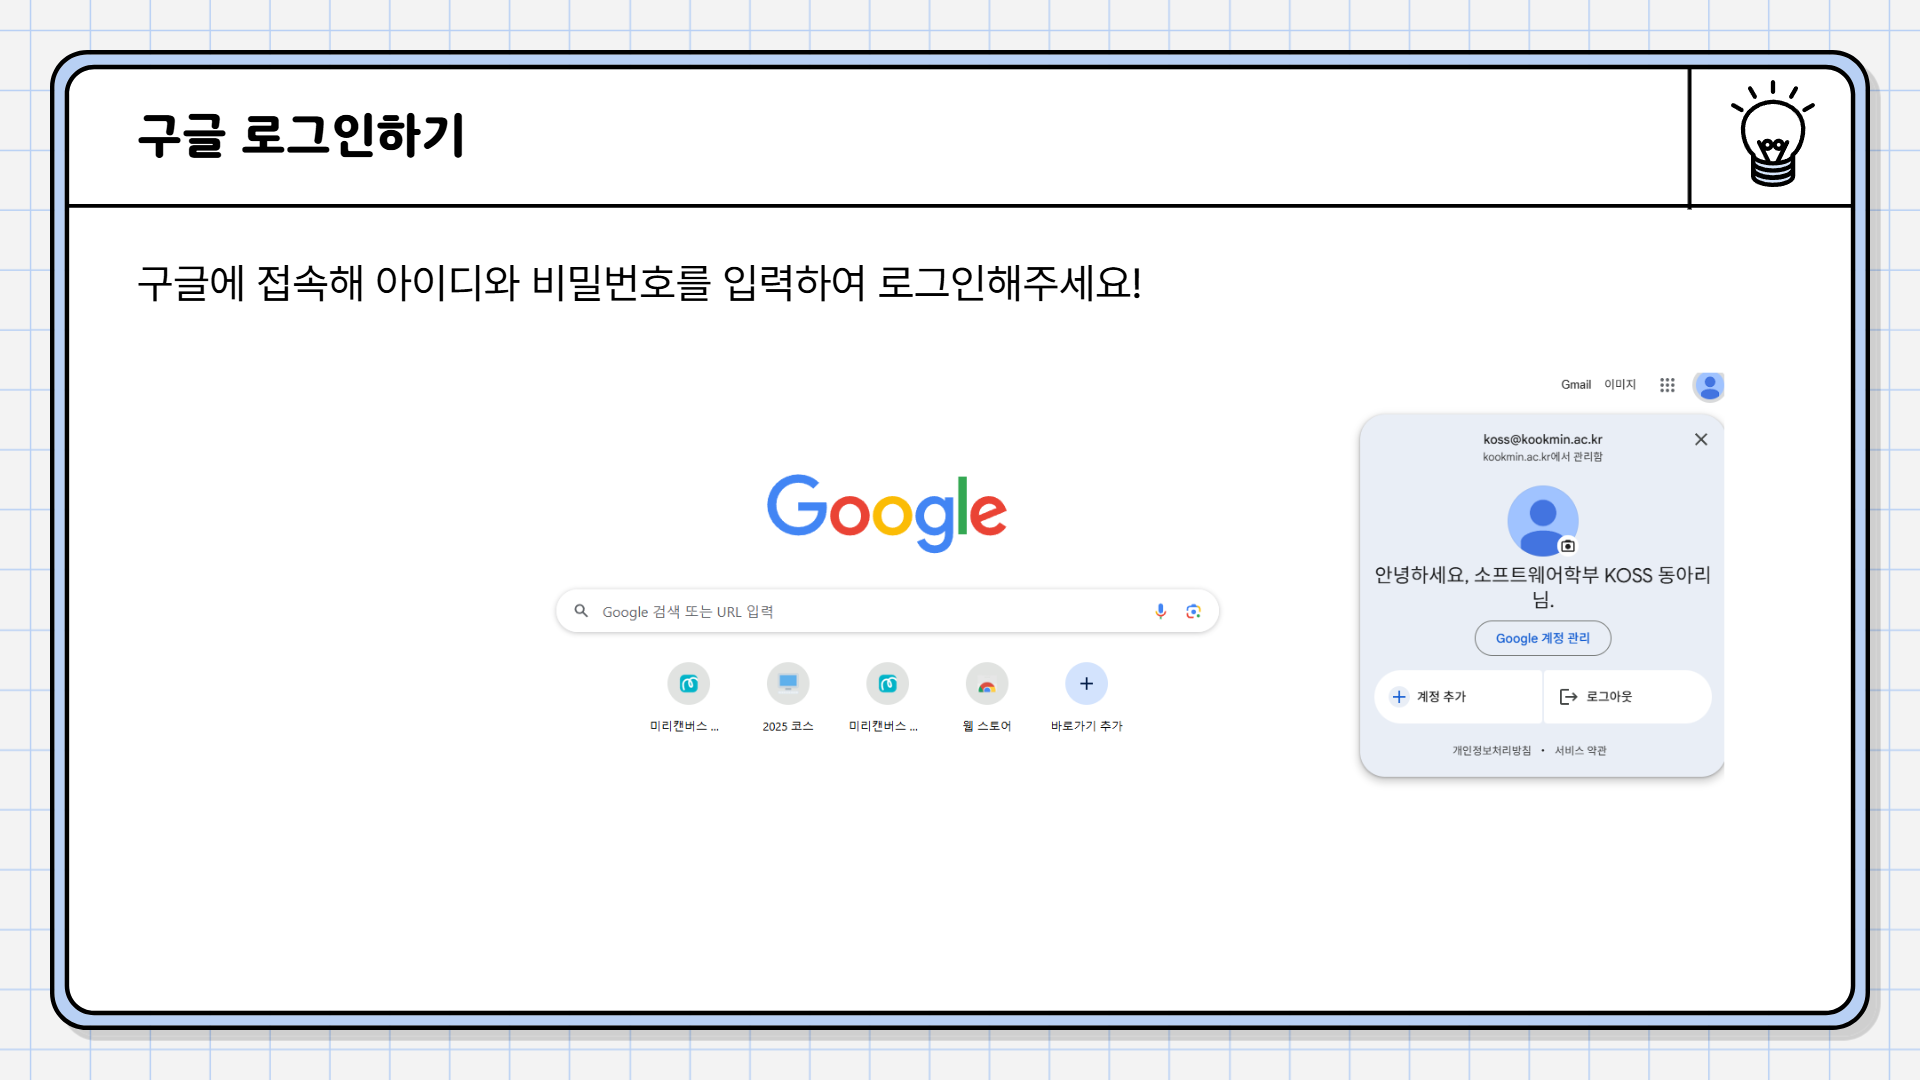 구글 로그인하기
구글에 접속해 아이디와 비밀번호를 입력하여 로그인해주세요!
Gmail 이미지
koss@kookmin.ac.kr
kookmin.ac.kr에서 관리함
안녕하세요, 소프트웨어학부 KOSS 동아리
님.
Google 계정 관리
계정 추가
로그아웃
개인정보처리방침 • 서비스 약관
Google
Google 검색 또는 URL 입력
미리캔버스 ...
2025 코스
미리캔버스 ...
웹 스토어
바로가기 추가